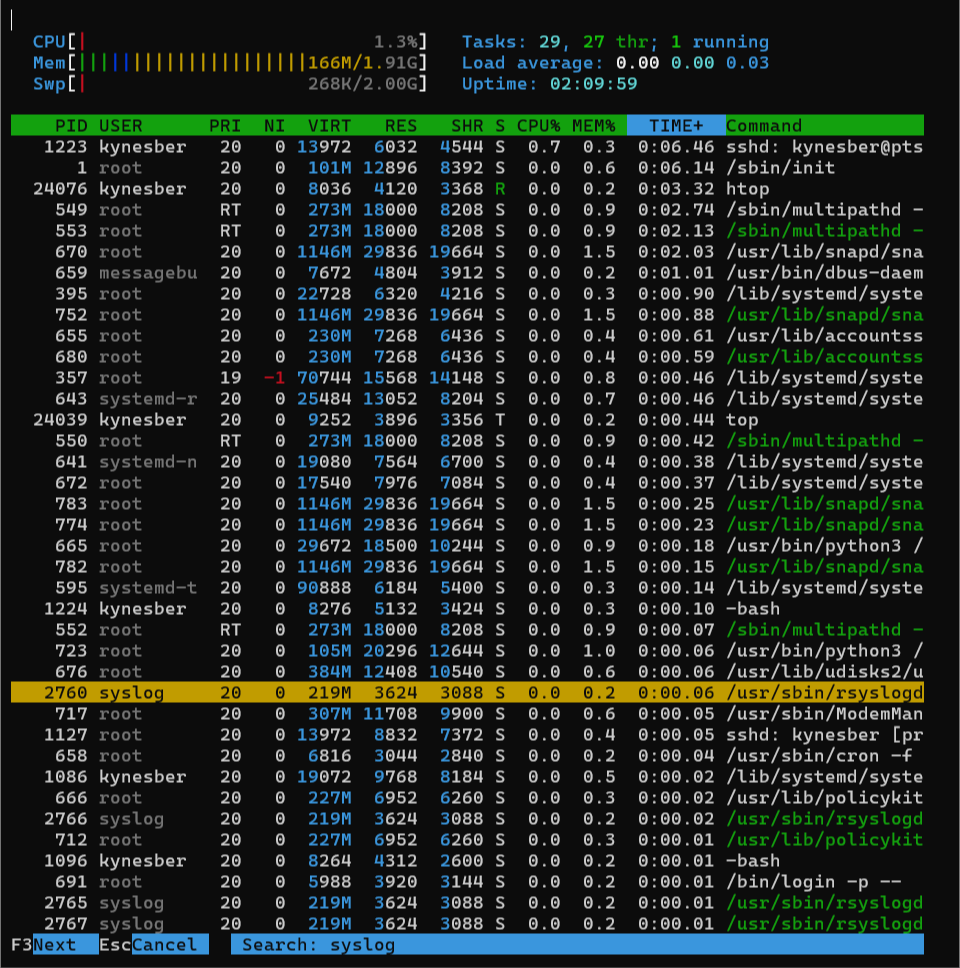 CPU[| 1.3%] Tasks: 29, 27 thr; 1 running
Mem[|||||||||||||||||||||166M/1.91G] Load average: 0.00 0.00 0.03
Swp[| 268K/2.00G] Uptime: 02:09:59
PID USER PRI NI VIRT RES SHR S CPU% MEM% TIME+ Command
1223 kynesber 20 0 13972 6032 4544 S 0.7 0.3 0:06.46 sshd: kynesber@pts
1 root 20 0 101M 12896 8392 S 0.0 0.6 0:06.14 /sbin/init
24076 kynesber 20 0 8036 4120 3368 R 0.0 0.2 0:03.32 htop
549 root RT 0 273M 18000 8208 S 0.0 0.9 0:02.74 /sbin/multipathd -
553 root RT 0 273M 18000 8208 S 0.0 0.9 0:02.13 /sbin/multipathd -
670 root 20 0 1146M 29836 19664 S 0.0 1.5 0:02.03 /usr/lib/snapd/sna
659 messagebu 20 0 7672 4804 3912 S 0.0 0.2 0:01.01 /usr/bin/dbus-daem
395 root 20 0 22728 6320 4216 S 0.0 0.3 0:00.90 /lib/systemd/syste
752 root 20 0 1146M 29836 19664 S 0.0 1.5 0:00.88 /usr/lib/snapd/sna
655 root 20 0 230M 7268 6436 S 0.0 0.4 0:00.61 /usr/lib/accountss
680 root 20 0 230M 7268 6436 S 0.0 0.4 0:00.59 /usr/lib/accountss
357 root 19 -1 70744 15568 14148 S 0.0 0.8 0:00.46 /lib/systemd/syste
643 systemd-r 20 0 25484 13052 8204 S 0.0 0.7 0:00.46 /lib/systemd/syste
24039 kynesber 20 0 9252 3896 3356 T 0.0 0.2 0:00.44 top
550 root RT 0 273M 18000 8208 S 0.0 0.9 0:00.42 /sbin/multipathd -
641 systemd-n 20 0 19080 7564 6700 S 0.0 0.4 0:00.38 /lib/systemd/syste
672 root 20 0 17540 7976 7084 S 0.0 0.4 0:00.37 /lib/systemd/syste
783 root 20 0 1146M 29836 19664 S 0.0 1.5 0:00.25 /usr/lib/snapd/sna
774 root 20 0 1146M 29836 19664 S 0.0 1.5 0:00.23 /usr/lib/snapd/sna
665 root 20 0 29672 18500 10244 S 0.0 0.9 0:00.18 /usr/bin/python3 /
782 root 20 0 1146M 29836 19664 S 0.0 1.5 0:00.15 /usr/lib/snapd/sna
595 systemd-t 20 0 90888 6184 5400 S 0.0 0.3 0:00.14 /lib/systemd/syste
1224 kynesber 20 0 8276 5132 3424 S 0.0 0.3 0:00.10 -bash
552 root RT 0 273M 18000 8208 S 0.0 0.9 0:00.07 /sbin/multipathd -
723 root 20 0 105M 20296 12644 S 0.0 1.0 0:00.06 /usr/bin/python3 /
676 root 20 0 384M 12408 10540 S 0.0 0.6 0:00.06 /usr/lib/udisks2/u
2760 syslog 20 0 219M 3624 3088 S 0.0 0.2 0:00.06 /usr/sbin/rsyslogd
717 root 20 0 307M 11708 9900 S 0.0 0.6 0:00.05 /usr/sbin/ModemMan
1127 root 20 0 13972 8832 7372 S 0.0 0.4 0:00.05 sshd: kynesber [pr
658 root 20 0 6816 3044 2840 S 0.0 0.2 0:00.04 /usr/sbin/cron -f
1086 kynesber 20 0 19072 9768 8184 S 0.0 0.5 0:00.02 /lib/systemd/syste
666 root 20 0 227M 6952 6260 S 0.0 0.3 0:00.02 /usr/lib/policykit
2766 syslog 20 0 219M 3624 3088 S 0.0 0.2 0:00.02 /usr/sbin/rsyslogd
712 root 20 0 227M 6952 6260 S 0.0 0.3 0:00.01 /usr/lib/policykit
1096 kynesber 20 0 8264 4312 2600 S 0.0 0.2 0:00.01 -bash
691 root 20 0 5988 3920 3144 S 0.0 0.2 0:00.01 /bin/login -p --
2765 syslog 20 0 219M 3624 3088 S 0.0 0.2 0:00.01 /usr/sbin/rsyslogd
2767 syslog 20 0 219M 3624 3088 S 0.0 0.2 0:00.01 /usr/sbin/rsyslogd
F3Next EscCancel Search: syslog